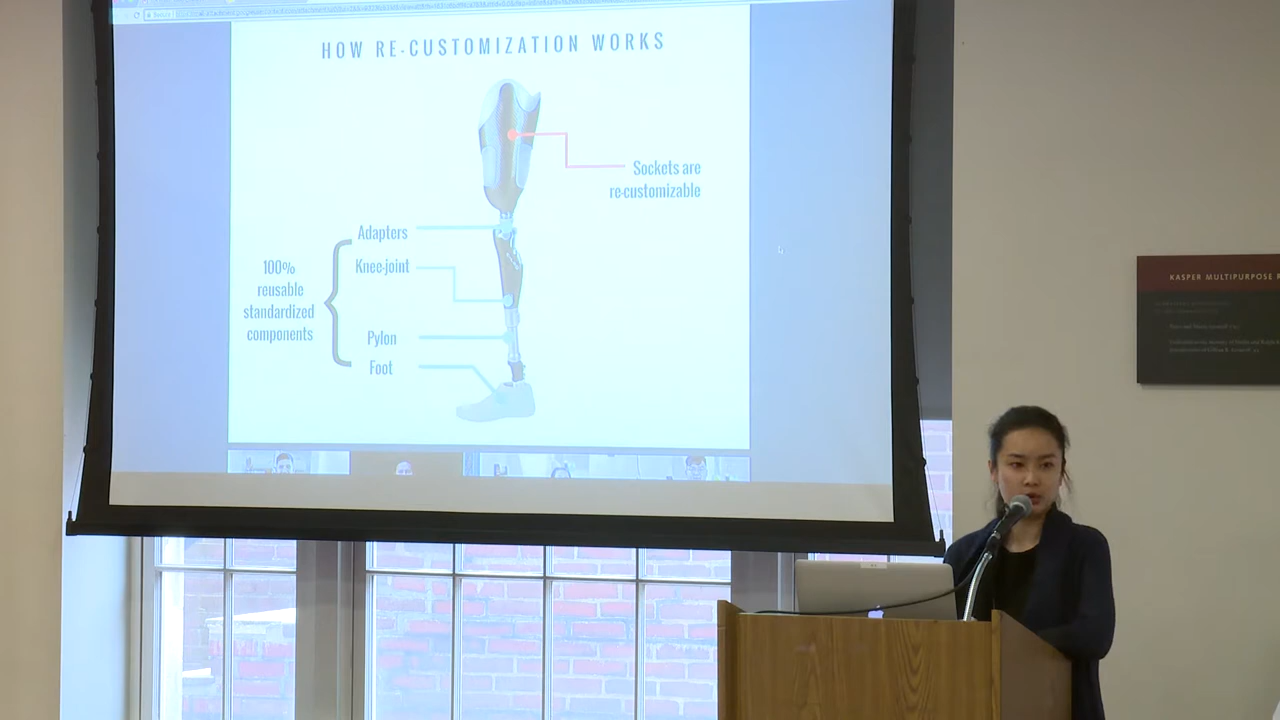 HOW RE-CUSTOMIZATION WORKS
Sockets are
re-customizable
Adapters
Knee-joint
100%
reusable
standardized
components
Pylon
Foot
KASPER MULTIPURPOSE